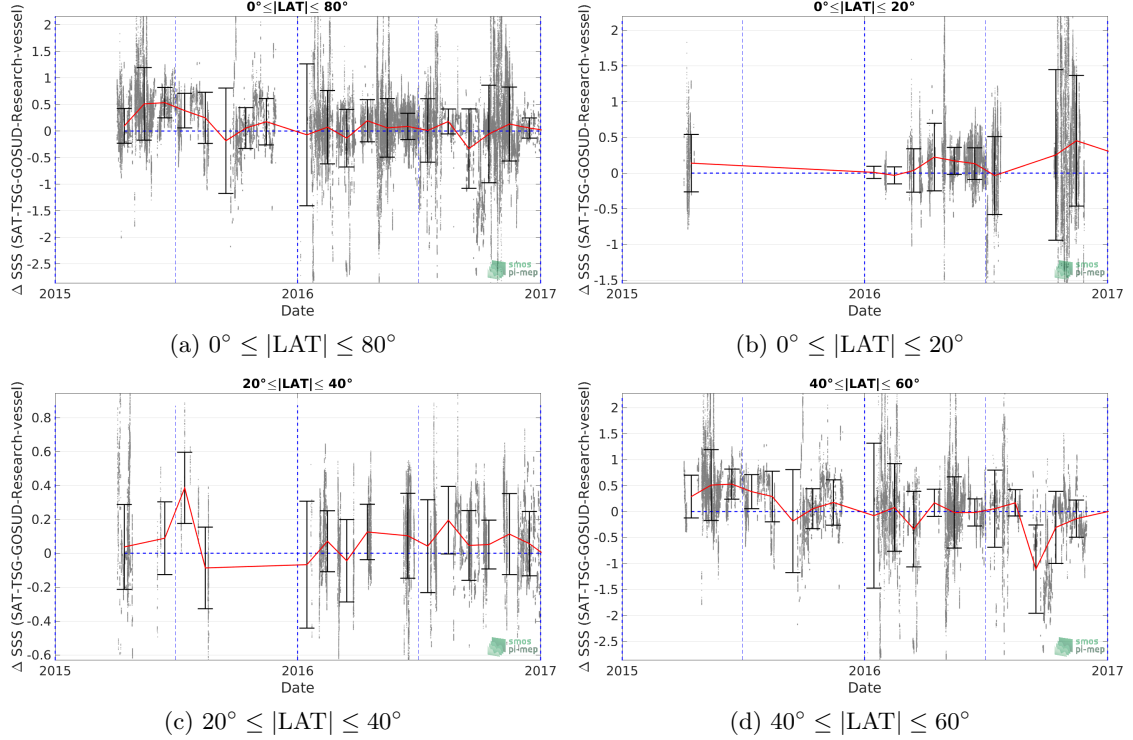 0°≤|LAT|≤ 80°
Δ SSS (SAT-TSG-GOSUD-Research-vessel)
2
1.5
1
0.5
0
-0.5
-1
-1.5
-2
-2.5
2015
2016
2017
Date
smos
pi-mep
(a) 0° ≤ |LAT| ≤ 80°
0°≤|LAT|≤ 20°
Δ SSS (SAT-TSG-GOSUD-Research-vessel)
2
1.5
1
0.5
0
-0.5
-1
-1.5
2015
2016
2017
Date
smos
pi-mep
(b) 0° ≤ |LAT| ≤ 20°
20°≤|LAT|≤ 40°
Δ SSS (SAT-TSG-GOSUD-Research-vessel)
0.8
0.6
0.4
0.2
0
-0.2
-0.4
-0.6
2015
2016
2017
Date
smos
pi-mep
(c) 20° ≤ |LAT| ≤ 40°
40°≤|LAT|≤ 60°
Δ SSS (SAT-TSG-GOSUD-Research-vessel)
2
1.5
1
0.5
0
-0.5
-1
-1.5
-2
-2.5
2015
2016
2017
Date
smos
pi-mep
(d) 40° ≤ |LAT| ≤ 60°